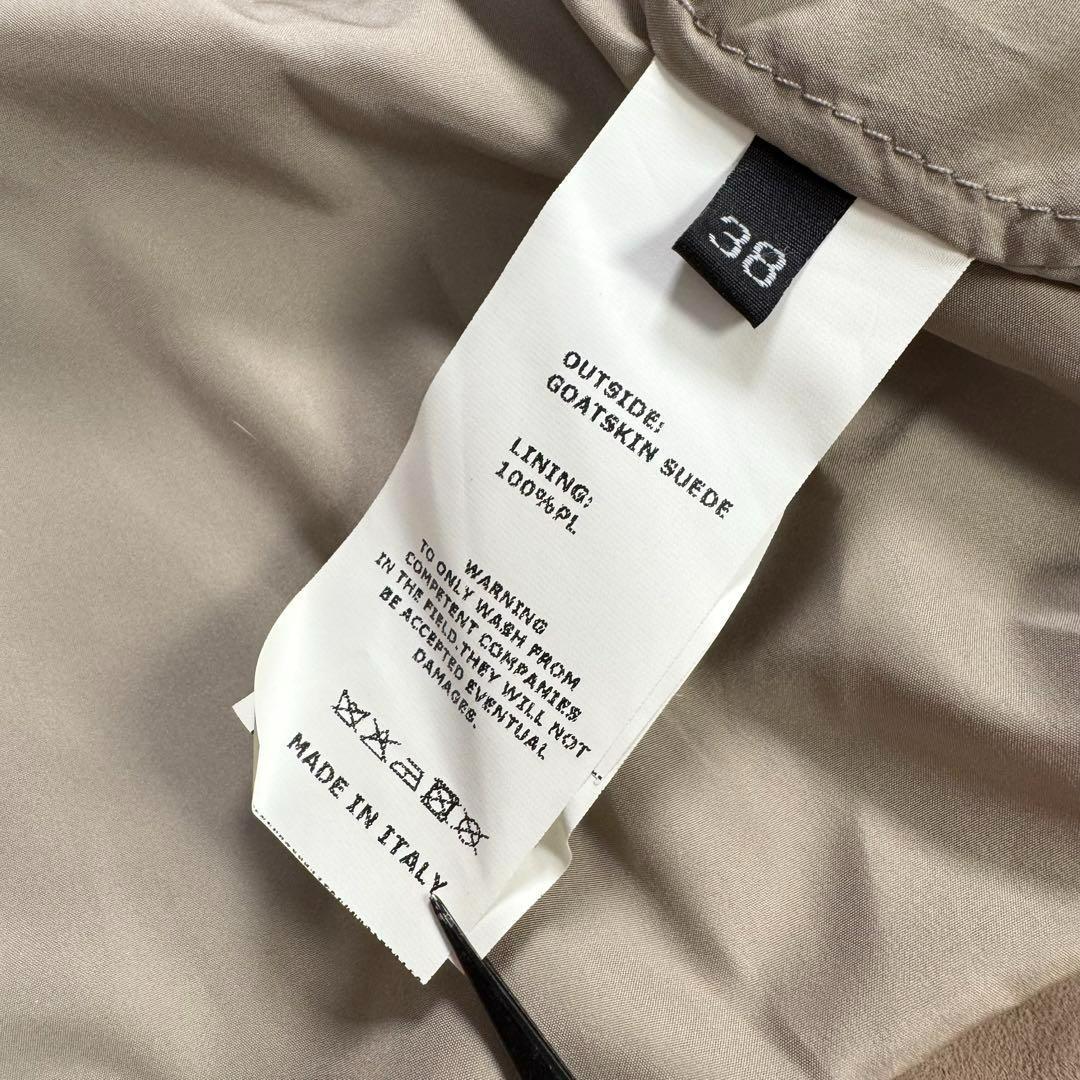 38
OUTSIDE:
GOATSKIN SUEDE
LINING:
100%PL
WARNING
TO ONLY WASH FROM
COMPETENT COMPAMIES
IN THE FIELD.THEY WILL NOT
BE ACCEPTED EVENTUAL
DAMAGES.
MADE IN ITALY